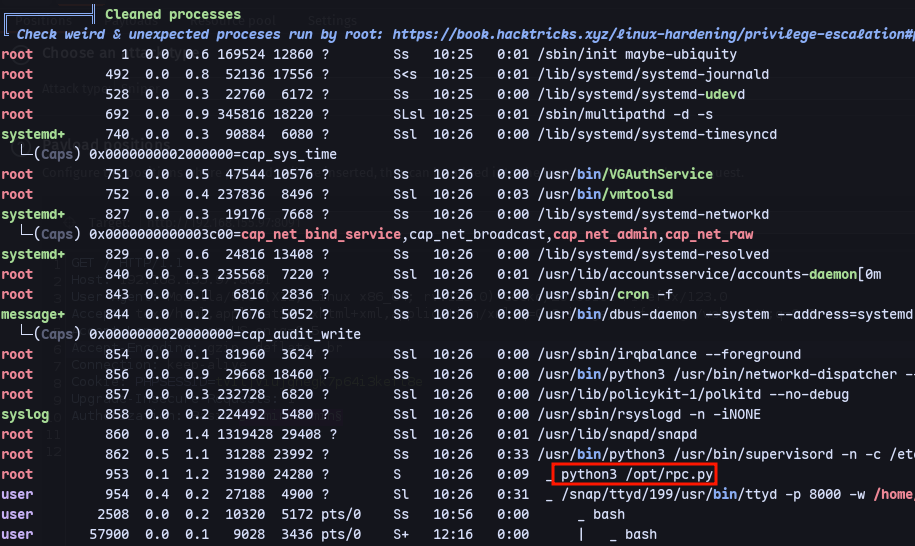 Cleaned processes
Check weird & unexpected proceses run by root: https://book.hacktricks.xyz/linux-hardening/privilege-escalation#p
root 1 0.0 0.6 169524 12860 ? Ss 10:25 0:01 /sbin/init maybe-ubiquity
root 492 0.0 0.8 52136 17556 ? S<s 10:25 0:01 /lib/systemd/systemd-journald
root 528 0.0 0.3 22760 6172 ? Ss 10:25 0:00 /lib/systemd/systemd-udevd
root 692 0.0 0.9 345816 18220 ? SLsl 10:25 0:01 /sbin/multipathd -d -s
systemd+ 740 0.0 0.3 90884 6080 ? Ssl 10:26 0:00 /lib/systemd/systemd-timesyncd
└─(Caps) 0x0000000002000000=cap_sys_time
root 751 0.0 0.5 47544 10576 ? Ss 10:26 0:00 /usr/bin/VGAuthService
root 752 0.0 0.4 237836 8496 ? Ssl 10:26 0:03 /usr/bin/vmtoolsd
systemd+ 827 0.0 0.3 19176 7668 ? Ss 10:26 0:00 /lib/systemd/systemd-networkd
└─(Caps) 0x0000000000003c00=cap_net_bind_service,cap_net_broadcast,cap_net_admin,cap_net_raw
systemd+ 829 0.0 0.6 24816 13408 ? Ss 10:26 0:00 /lib/systemd/systemd-resolved
root 840 0.0 0.3 235568 7220 ? Ssl 10:26 0:01 /usr/lib/accountsservice/accounts-daemon[0m
root 843 0.0 0.1 6816 2836 ? Ss 10:26 0:00 /usr/sbin/cron -f
message+ 844 0.0 0.2 7676 5052 ? Ss 10:26 0:00 /usr/bin/dbus-daemon --system --address=systemd
└─(Caps) 0x0000000020000000=cap_audit_write
root 854 0.0 0.1 81960 3624 ? Ssl 10:26 0:00 /usr/sbin/irqbalance --foreground
root 856 0.0 0.9 29668 18460 ? Ss 10:26 0:00 /usr/bin/python3 /usr/bin/networkd-dispatcher --
root 857 0.0 0.3 232728 6820 ? Ssl 10:26 0:00 /usr/lib/policykit-1/polkitd --no-debug
syslog 858 0.0 0.2 224492 5480 ? Ssl 10:26 0:00 /usr/sbin/rsyslogd -n -iNONE
root 860 0.0 1.4 1319428 29408 ? Ssl 10:26 0:01 /usr/lib/snapd/snapd
root 862 0.5 1.1 31288 23992 ? Ss 10:26 0:33 /usr/bin/python3 /usr/bin/supervisord -n -c /etc
root 953 0.1 1.2 31980 24280 ? S 10:26 0:09 _ python3 /opt/rpc.py
user 954 0.4 0.2 27188 4900 ? Sl 10:26 0:31 _ /snap/ttyd/199/usr/bin/ttyd -p 8000 -w /home/
user 2508 0.0 0.2 10320 5172 pts/0 Ss 10:56 0:00 _ bash
user 57900 0.0 0.1 9028 3436 pts/0 S+ 12:16 0:00 | _ bash